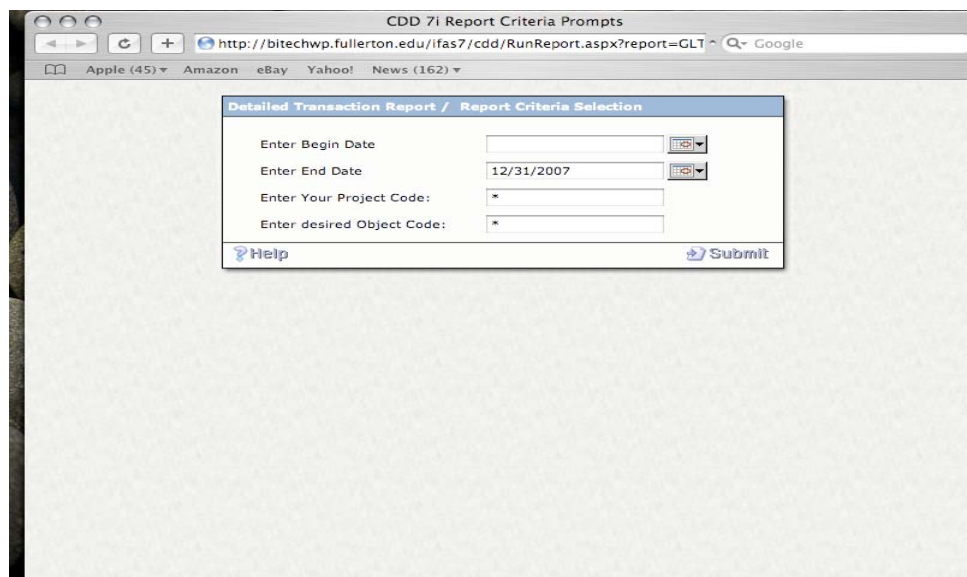 CDD 7i Report Criteria Prompts
http://bitechwp.fullerton.edu/ifas7/cdd/RunReport.aspx?report=GLT Google
Apple (45) Amazon eBay Yahoo! News (162)
Detailed Transaction Report / Report Criteria Selection
Enter Begin Date
Enter End Date 12/31/2007
Enter Your Project Code: *
Enter desired Object Code: *
?Help Submit